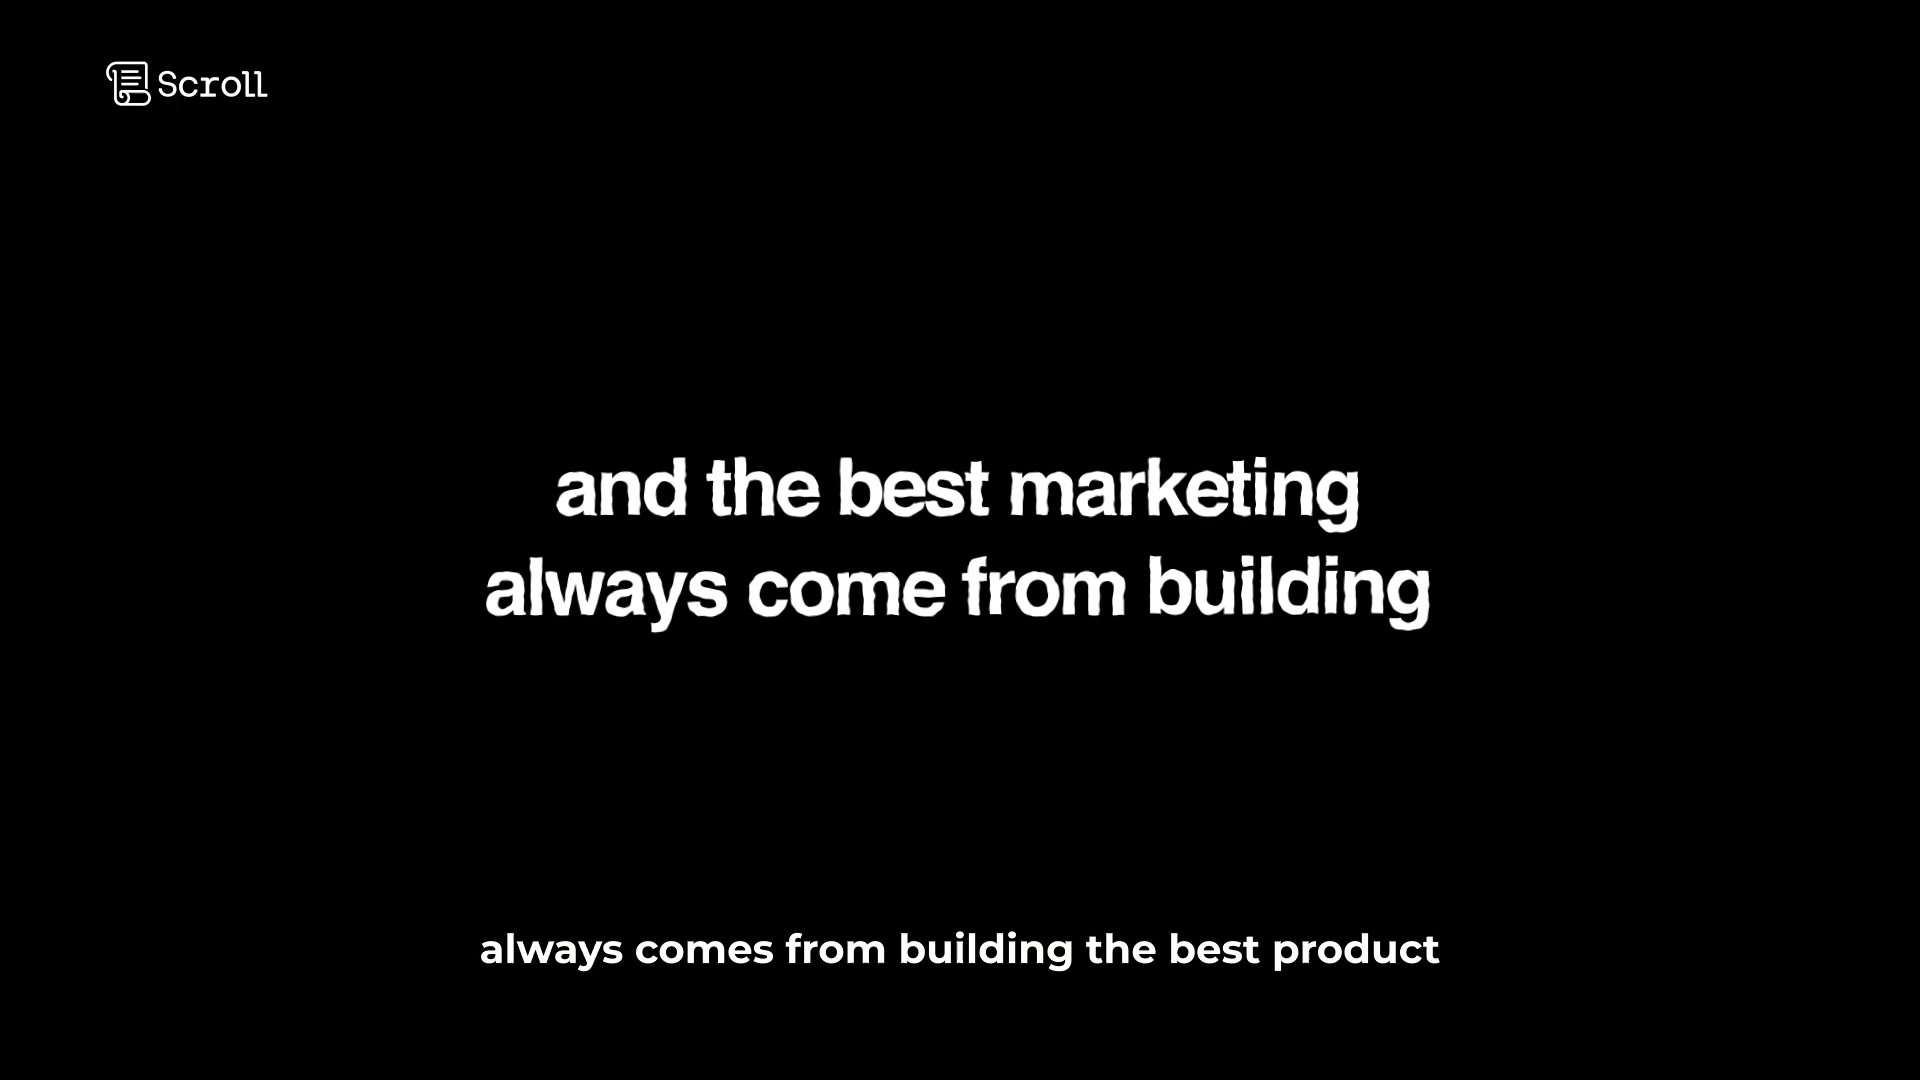 Scroll
and the best marketing
always come from building
always comes from building the best product